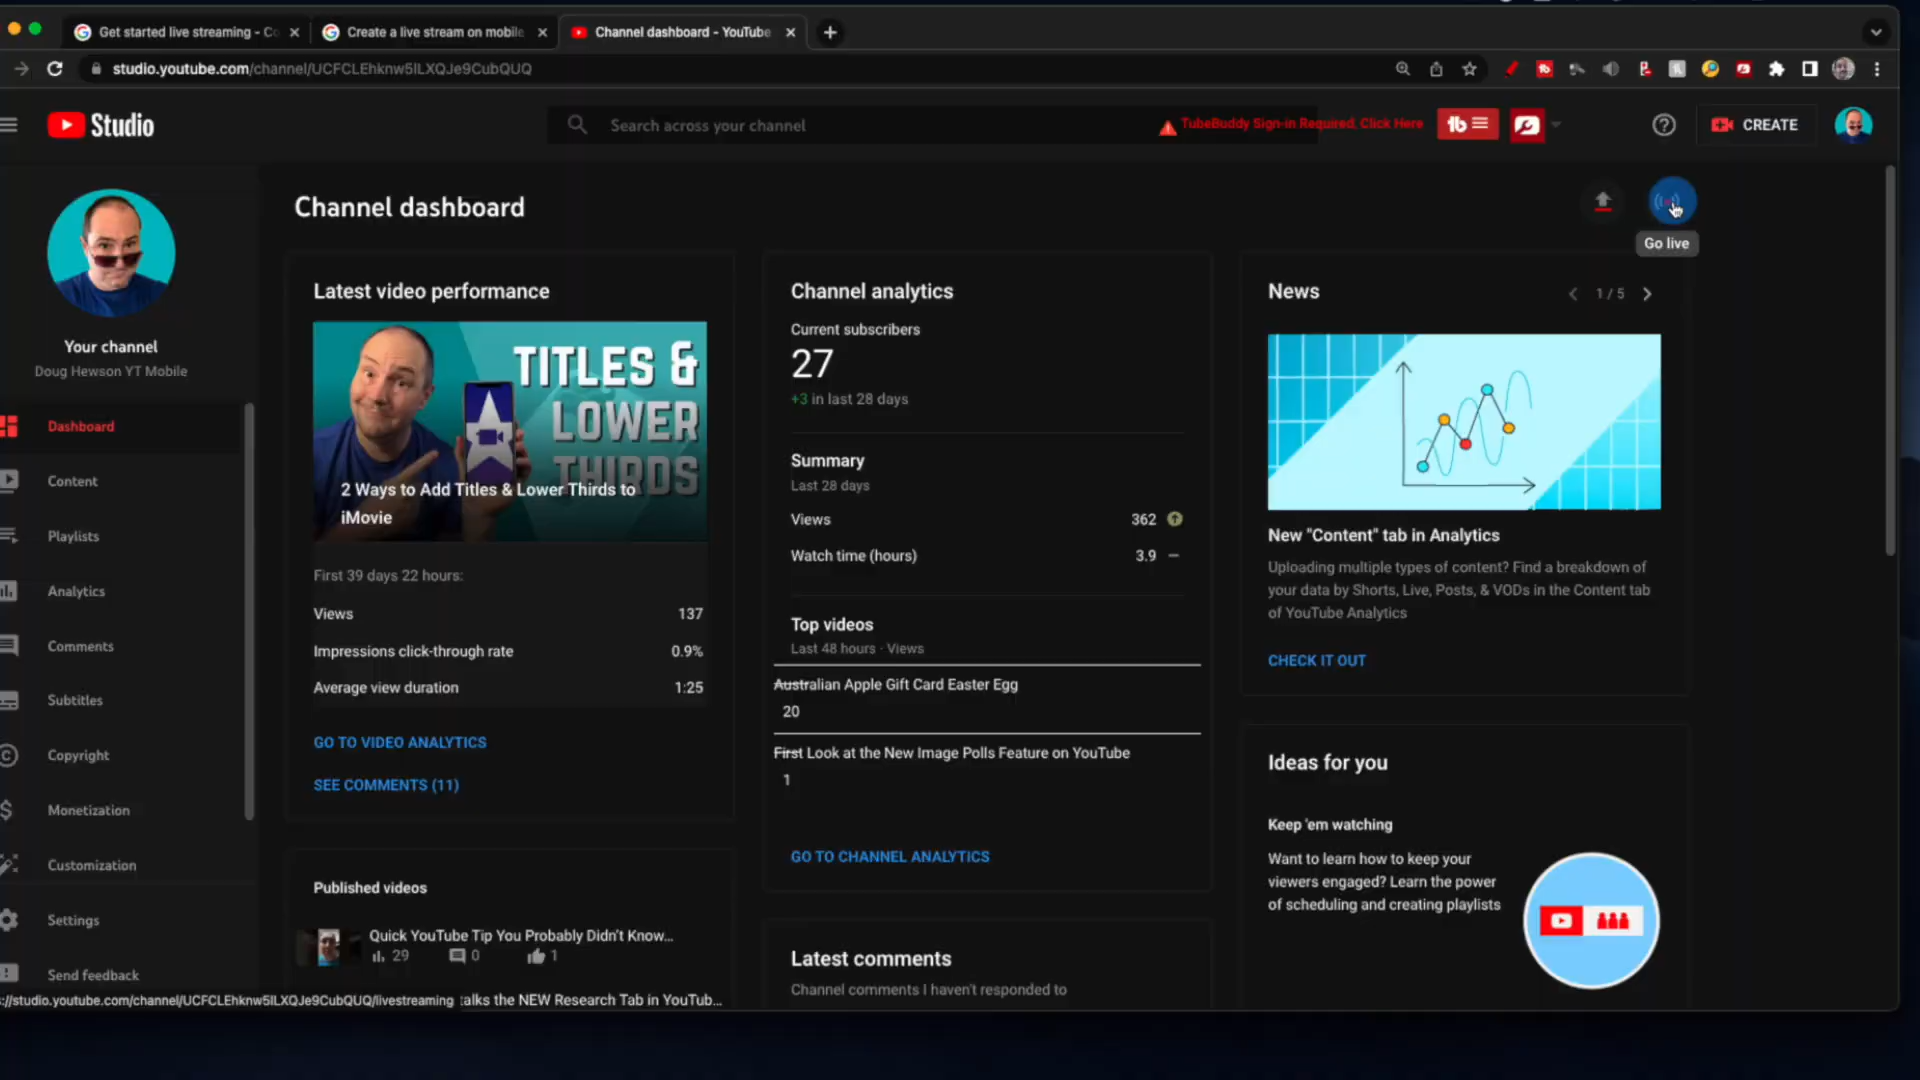 Get started live streaming - Co
Create a live stream on mobile
Channel dashboard - YouTube
studio.youtube.com/channel/UCFCLEhknw5lLXQJe9CubQUQ
Studio
Search across your channel
TubeBuddy Sign-in Required, Click Here
tb
CREATE
Channel dashboard
Go live
Your channel
Doug Hewson YT Mobile
Dashboard
Content
Playlists
Analytics
Comments
Subtitles
Copyright
Monetization
Customization
Settings
Send feedback
Latest video performance
TITLES &
LOWER
THIRDS
2 Ways to Add Titles & Lower Thirds to
iMovie
First 39 days 22 hours:
Views 137
Impressions click-through rate 0.9%
Average view duration 1:25
GO TO VIDEO ANALYTICS
SEE COMMENTS (11)
Published videos
Quick YouTube Tip You Probably Didn't Know...
29 0 1
://studio.youtube.com/channel/UCFCLEhknw5lLXQJe9CubQUQ/livestreaming
alks the NEW Research Tab in YouTub...
Channel analytics
Current subscribers
27
+3 in last 28 days
Summary
Last 28 days
Views 362
Watch time (hours) 3.9 —
Top videos
Last 48 hours · Views
Australian Apple Gift Card Easter Egg
20
First Look at the New Image Polls Feature on YouTube
1
GO TO CHANNEL ANALYTICS
Latest comments
Channel comments I haven't responded to
News
1 / 5
New "Content" tab in Analytics
Uploading multiple types of content? Find a breakdown of
your data by Shorts, Live, Posts, & VODs in the Content tab
of YouTube Analytics
CHECK IT OUT
Ideas for you
Keep 'em watching
Want to learn how to keep your
viewers engaged? Learn the power
of scheduling and creating playlists